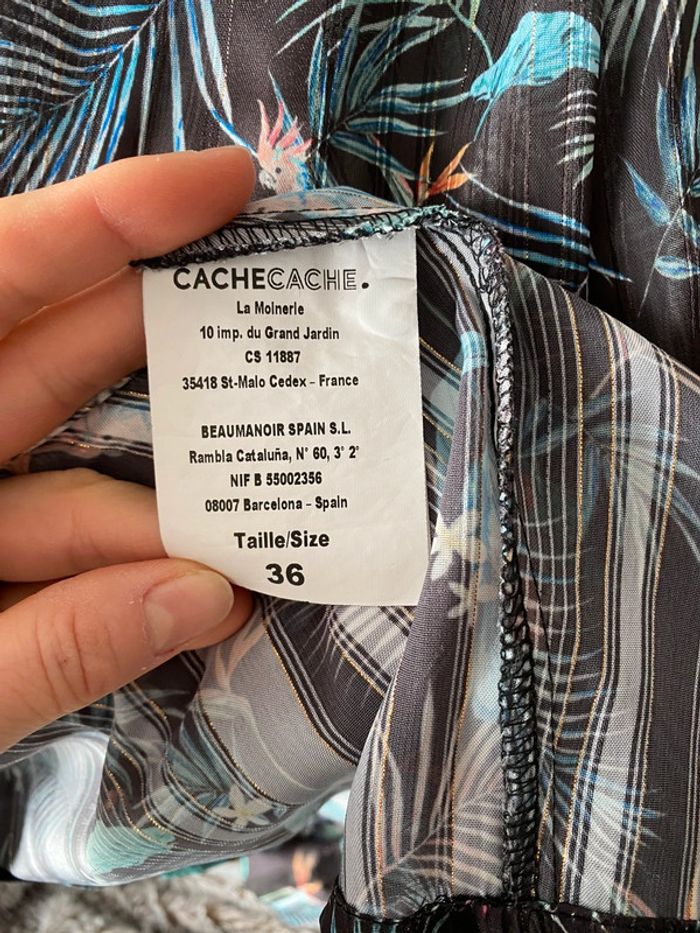 CACHECACHE.
La Moinerie
10 imp. du Grand Jardin
CS 11887
35418 St-Malo Cedex - France
BEAUMANOIR SPAIN S.L.
Rambla Cataluña, N° 60, 3° 2°
NIF B 55002356
08007 Barcelona - Spain
Taille/Size
36